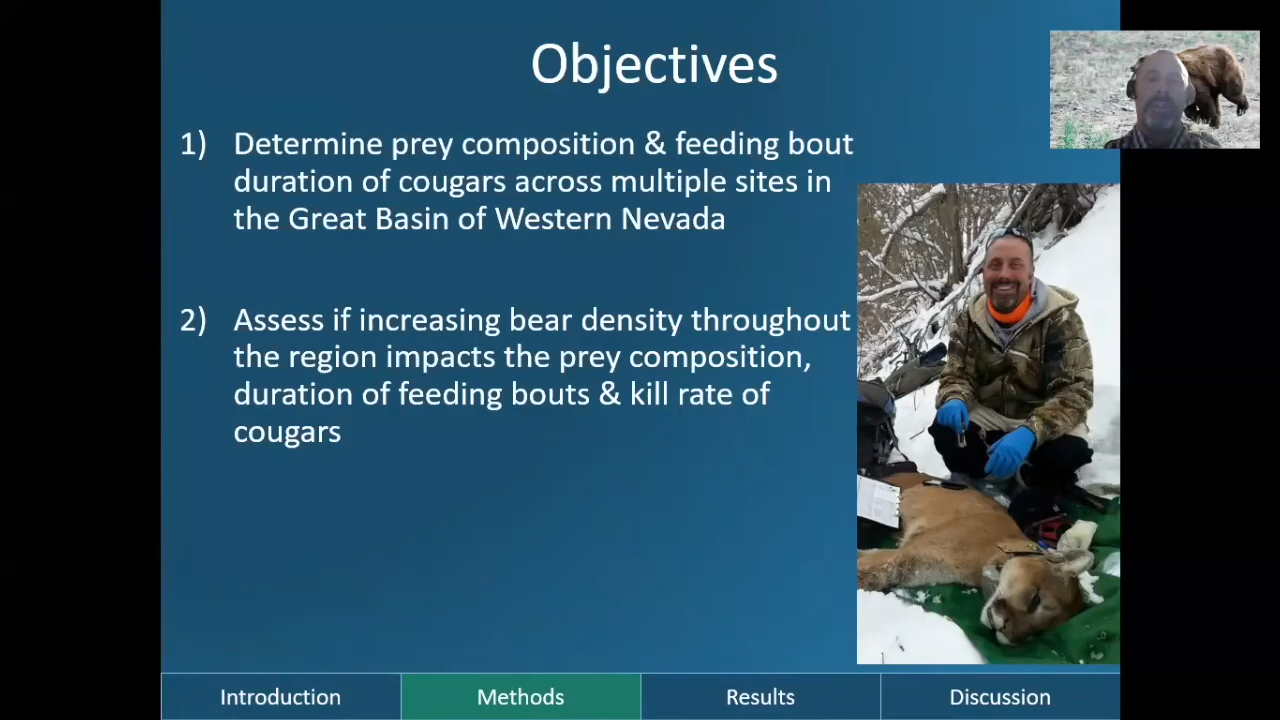 Objectives
1) Determine prey composition & feeding bout
duration of cougars across multiple sites in
the Great Basin of Western Nevada
2) Assess if increasing bear density throughout
the region impacts the prey composition,
duration of feeding bouts & kill rate of
cougars
Introduction
Methods
Results
Discussion